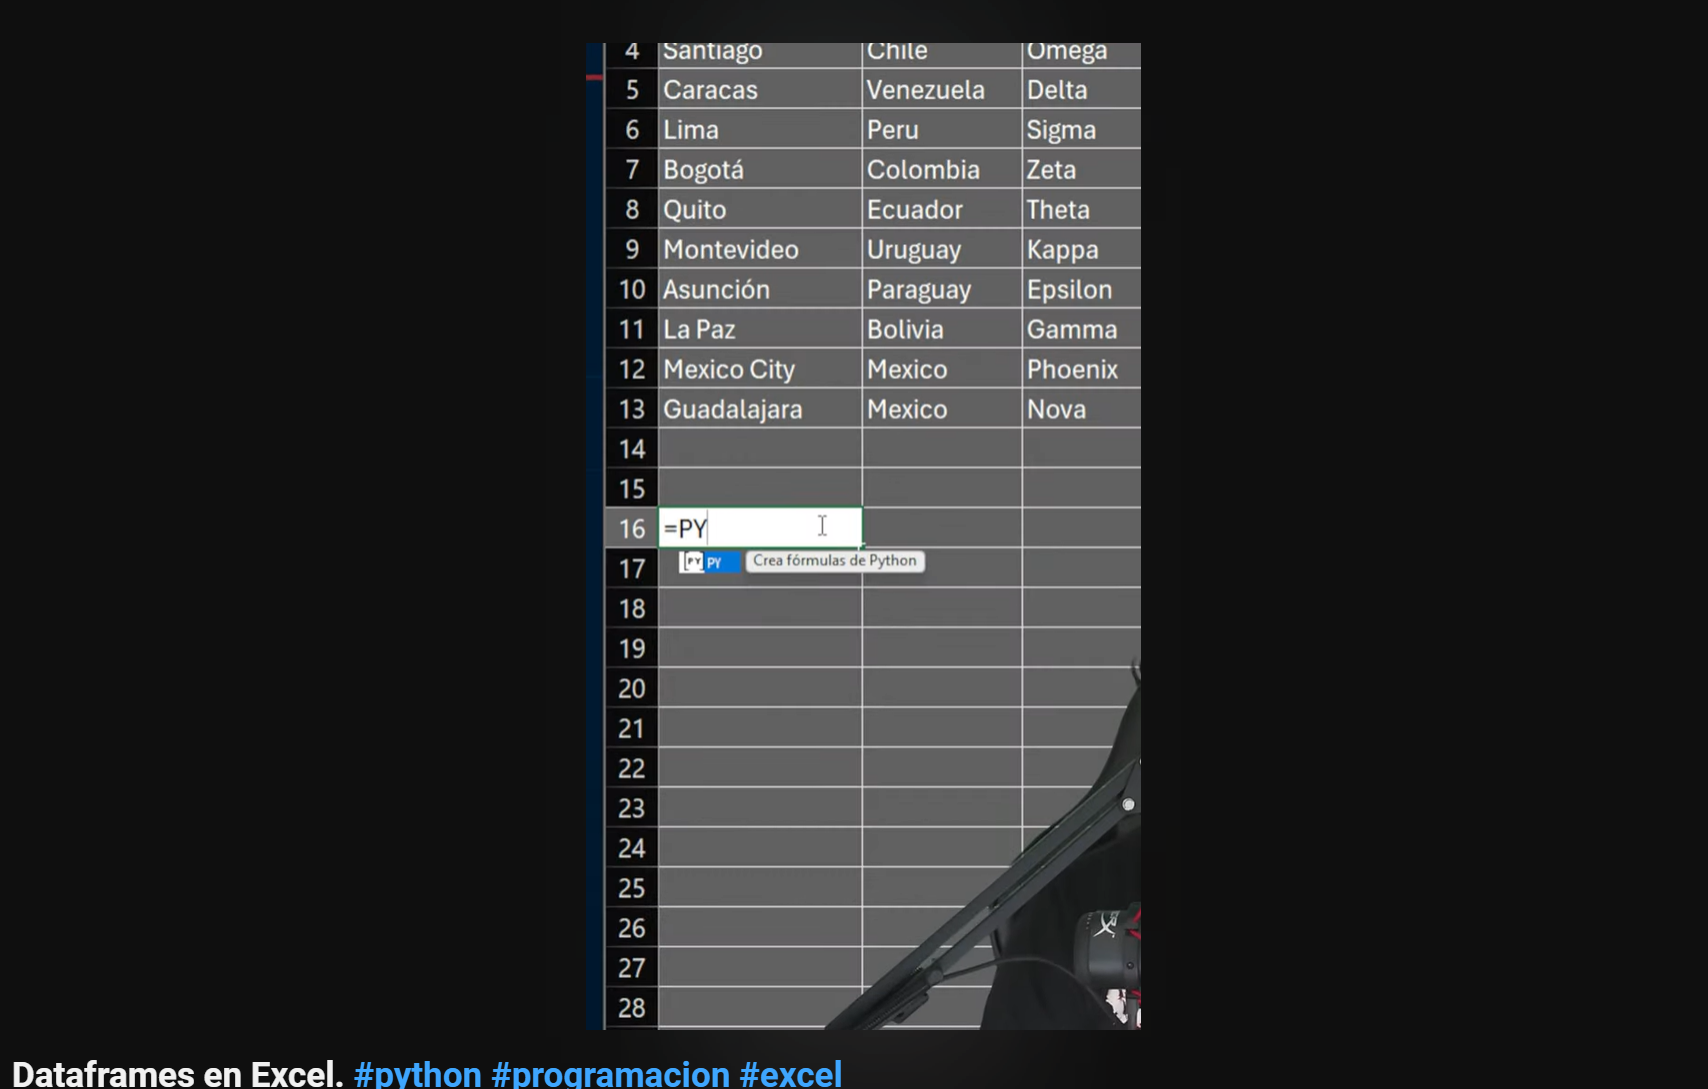 4 Santiago Chile Omega
5 Caracas Venezuela Delta
6 Lima Peru Sigma
7 Bogotá Colombia Zeta
8 Quito Ecuador Theta
9 Montevideo Uruguay Kappa
10 Asunción Paraguay Epsilon
11 La Paz Bolivia Gamma
12 Mexico City Mexico Phoenix
13 Guadalajara Mexico Nova
14
15
16 =PY
PY PY Crea fórmulas de Python
17
18
19
20
21
22
23
24
25
26
27
28
Dataframes en Excel. #python #programacion #excel